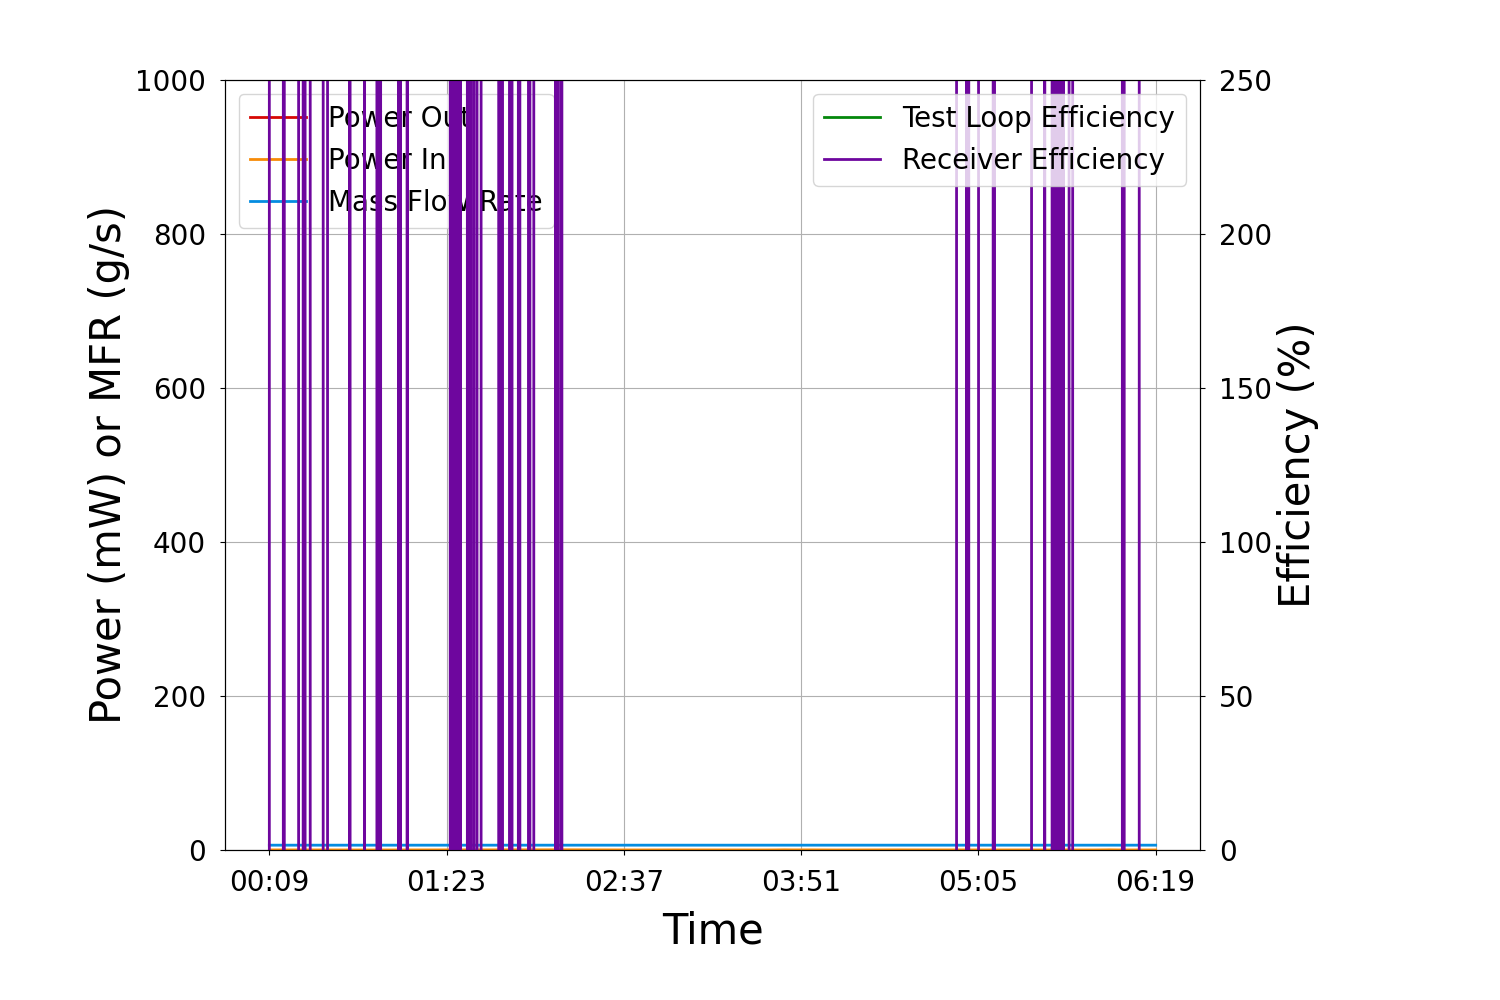 1000
800
600
400
200
0
Power (mW) or MFR (g/s)
Power Out
Power In
Mass Flow Rate
Test Loop Efficiency
Receiver Efficiency
250
200
150
100
50
0
Efficiency (%)
00:09 01:23 02:37 03:51 05:05 06:19
Time